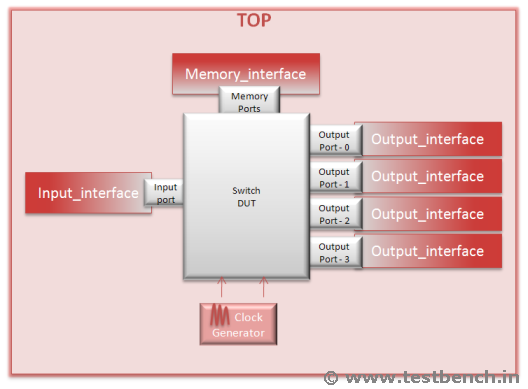 TOP
Memory_interface
Memory
Ports
Input_interface
Input
port
Switch
DUT
Output
Port - 0
Output_interface
Output
Port - 1
Output_interface
Output
Port - 2
Output_interface
Output
Port - 3
Output_interface
Clock
Generator
© www.testbench.in